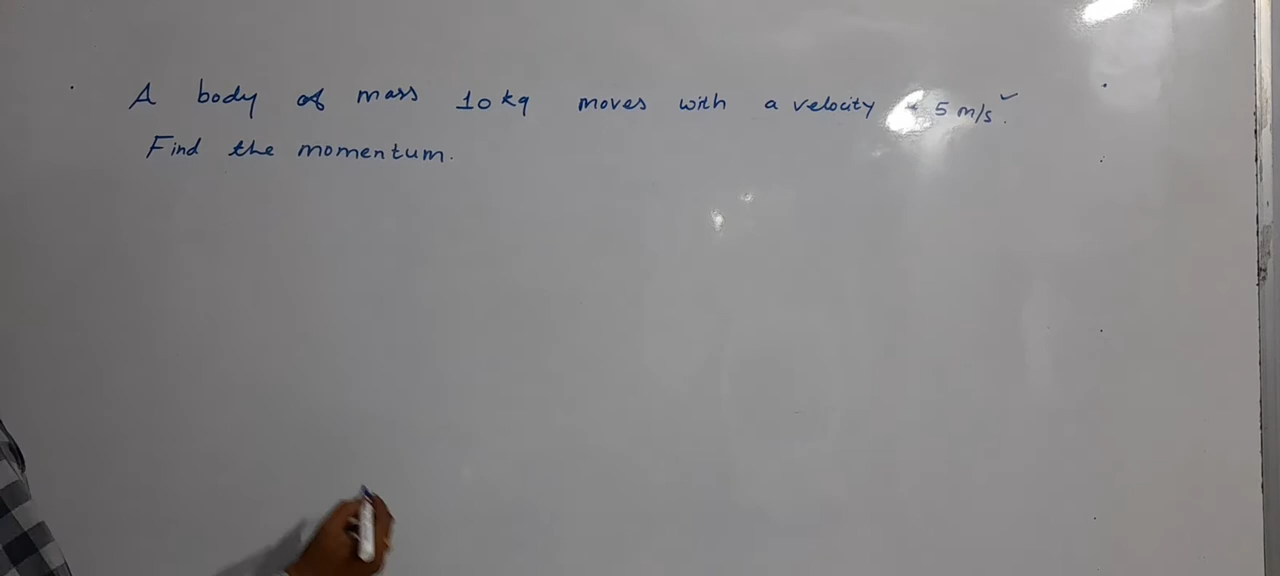 A body of mass 10 kg moves with a velocity 5 m/s.
Find the momentum.